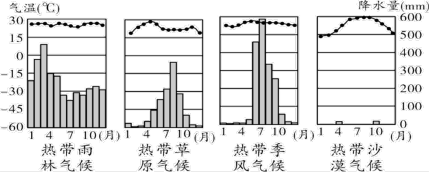 气温(℃) 降水量(mm)
30 600
15 500
0 400
-15 300
-30 200
-45 100
-60 0
1 4 7 10 (月) 1 4 7 10 (月) 1 4 7 10 (月) 1 4 7 10 (月)
热带雨 热带草 热带季 热带沙
林气候 原气候 风气候 漠气候